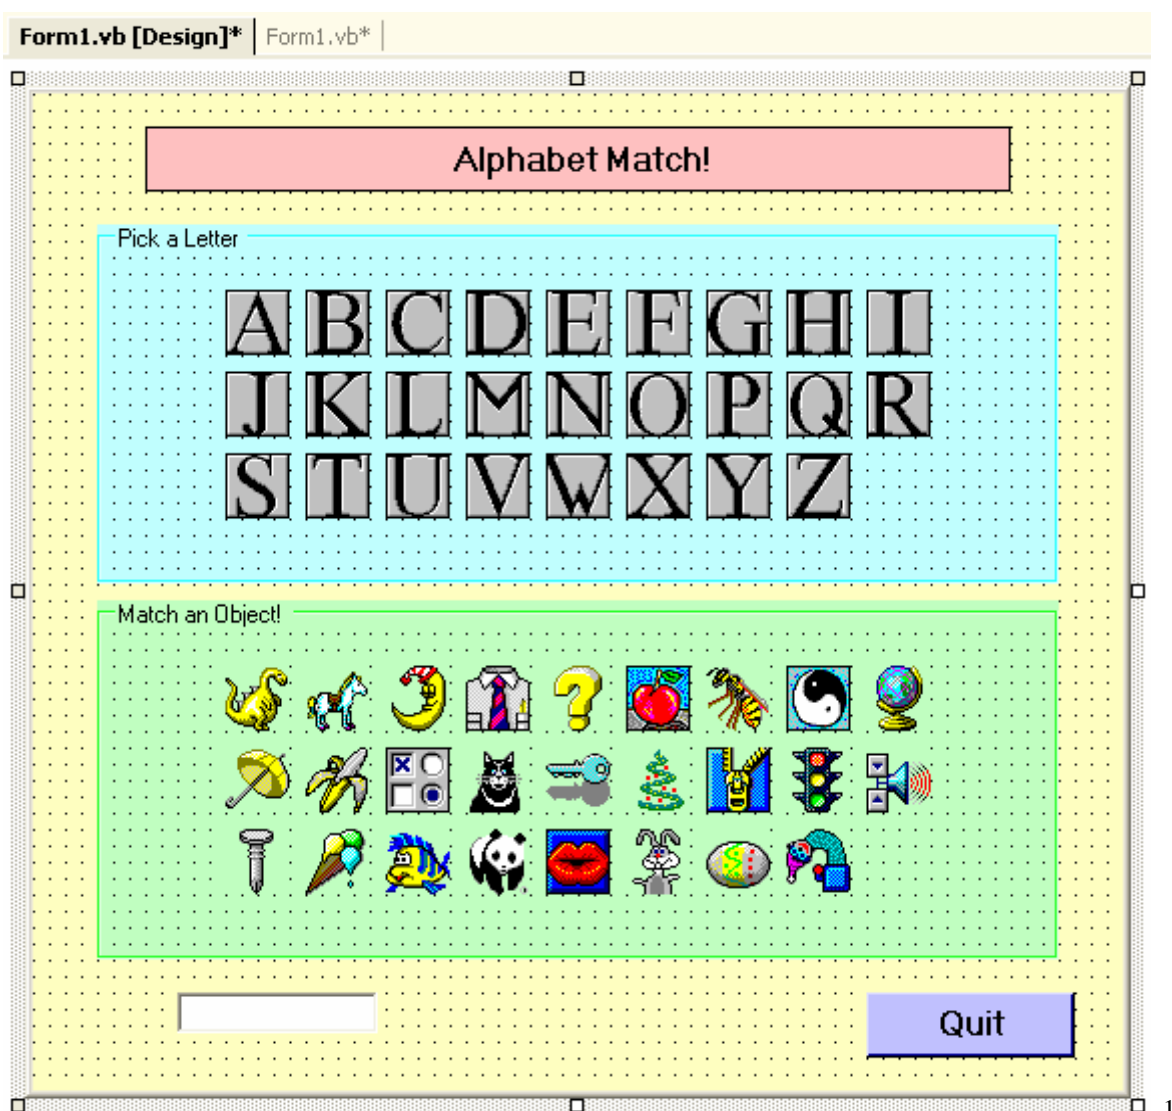 Form1.vb [Design]* Form1.vb*
Alphabet Match!
Pick a Letter
A B C D E F G H I
J K L M N O P Q R
S T U V W X Y Z
Match an Object!
?
Quit
1